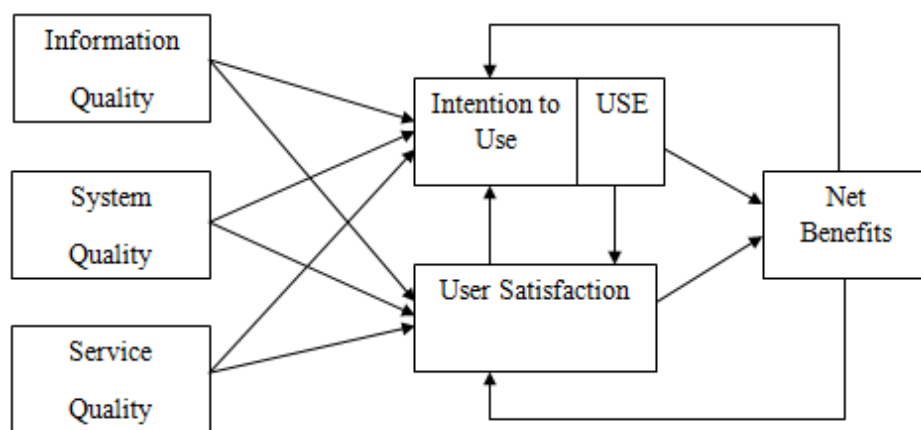 Information
Quality
Intention to
Use
USE
System
Quality
Net
Benefits
User Satisfaction
Service
Quality